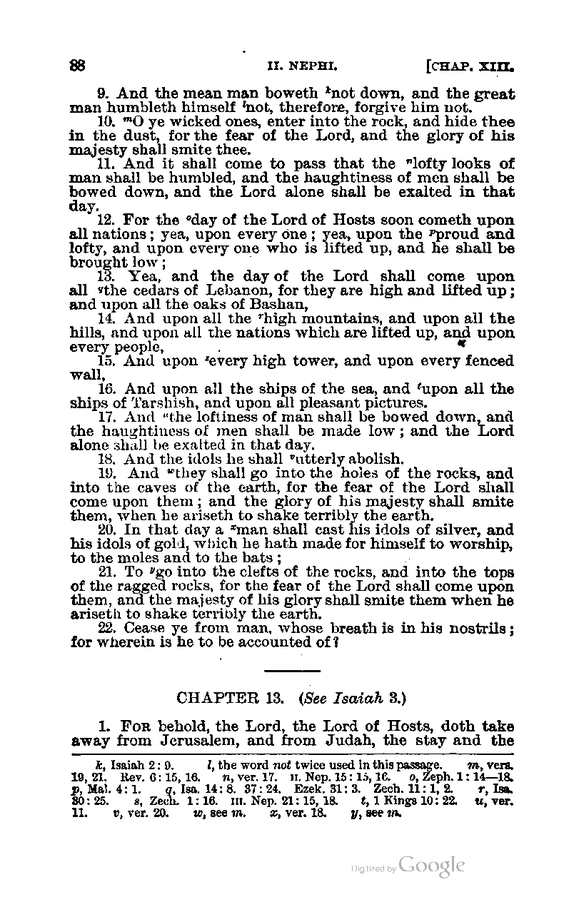 88 II. NEPHI. [CHAP. XIII.
9. And the mean man boweth ᵏnot down, and the great
man humbleth himself ˡnot, therefore, forgive him not.
10. ᵐO ye wicked ones, enter into the rock, and hide thee
in the dust, for the fear of the Lord, and the glory of his
majesty shall smite thee.
11. And it shall come to pass that the ⁿlofty looks of
man shall be humbled, and the haughtiness of men shall be
bowed down, and the Lord alone shall be exalted in that
day.
12. For the ᵒday of the Lord of Hosts soon cometh upon
all nations; yea, upon every one; yea, upon the ᵖproud and
lofty, and upon every one who is lifted up, and he shall be
brought low;
13. Yea, and the day of the Lord shall come upon
all qthe cedars of Lebanon, for they are high and lifted up;
and upon all the oaks of Bashan,
14. And upon all the ʳhigh mountains, and upon all the
hills, and upon all the nations which are lifted up, and upon
every people,
15. And upon ˢevery high tower, and upon every fenced
wall,
16. And upon all the ships of the sea, and ᵗupon all the
ships of Tarshish, and upon all pleasant pictures.
17. And ᵘthe loftiness of man shall be bowed down, and
the haughtiness of men shall be made low; and the Lord
alone shall be exalted in that day.
18. And the idols he shall ᵛutterly abolish.
19. And ʷthey shall go into the holes of the rocks, and
into the caves of the earth, for the fear of the Lord shall
come upon them; and the glory of his majesty shall smite
them, when he ariseth to shake terribly the earth.
20. In that day a ˣman shall cast his idols of silver, and
his idols of gold, which he hath made for himself to worship,
to the moles and to the bats;
21. To ʸgo into the clefts of the rocks, and into the tops
of the ragged rocks, for the fear of the Lord shall come upon
them, and the majesty of his glory shall smite them when he
ariseth to shake terribly the earth.
22. Cease ye from man, whose breath is in his nostrils;
for wherein is he to be accounted of?
CHAPTER 13. (See Isaiah 3.)
1. FOR behold, the Lord, the Lord of Hosts, doth take
away from Jerusalem, and from Judah, the stay and the
k, Isaiah 2: 9. l, the word not twice used in this passage. m, vers.
19, 21. Rev. 6: 15, 16. n, ver. 17. II. Nep. 15: 15, 16. o, Zeph. 1: 14—18.
p, Mal. 4: 1. q, Isa. 14: 8. 37: 24. Ezek. 31: 3. Zech. 11: 1, 2. r, Isa.
30: 25. s, Zech. 1: 16. III. Nep. 21: 15, 18. t, 1 Kings 10: 22. u, ver.
11. v, ver. 20. w, see m. x, ver. 18. y, see m.
Digitized by Google